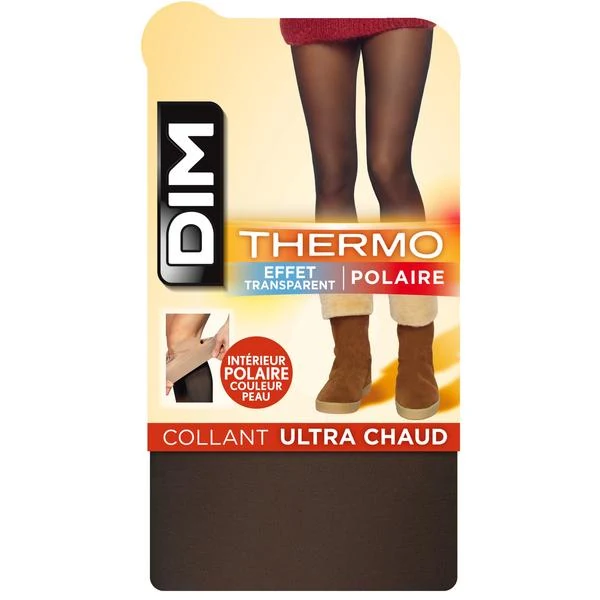 DIM
THERMO
EFFET
TRANSPARENT
POLAIRE
INTÉRIEUR
POLAIRE
COULEUR
PEAU
COLLANT ULTRA CHAUD